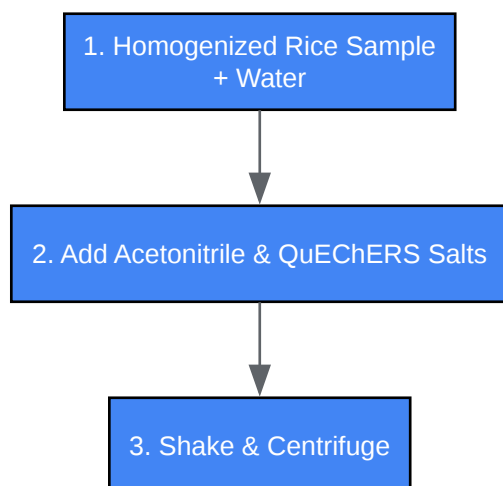 1. Homogenized Rice Sample
+ Water
2. Add Acetonitrile & QuEChERS Salts
3. Shake & Centrifuge